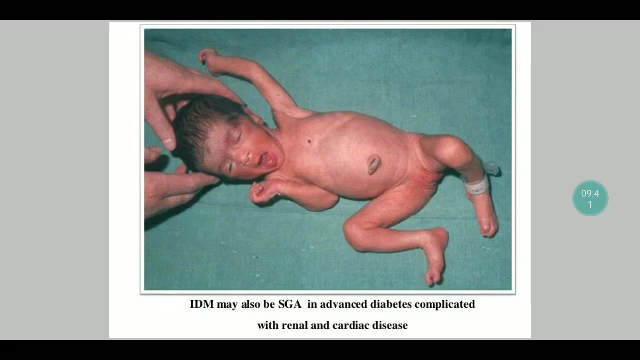 09:4
1
IDM may also be SGA in advanced diabetes complicated
with renal and cardiac disease